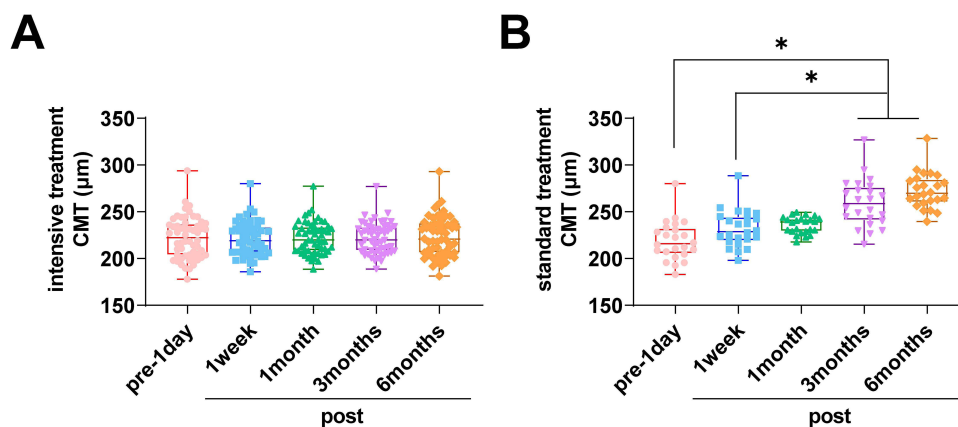 A
intensive treatment
CMT (µm)
350
300
250
200
150
pre-1day
1week
1month
3months
6months
post
B
*
*
standard treatment
CMT (µm)
350
300
250
200
150
pre-1day
1week
1month
3months
6months
post